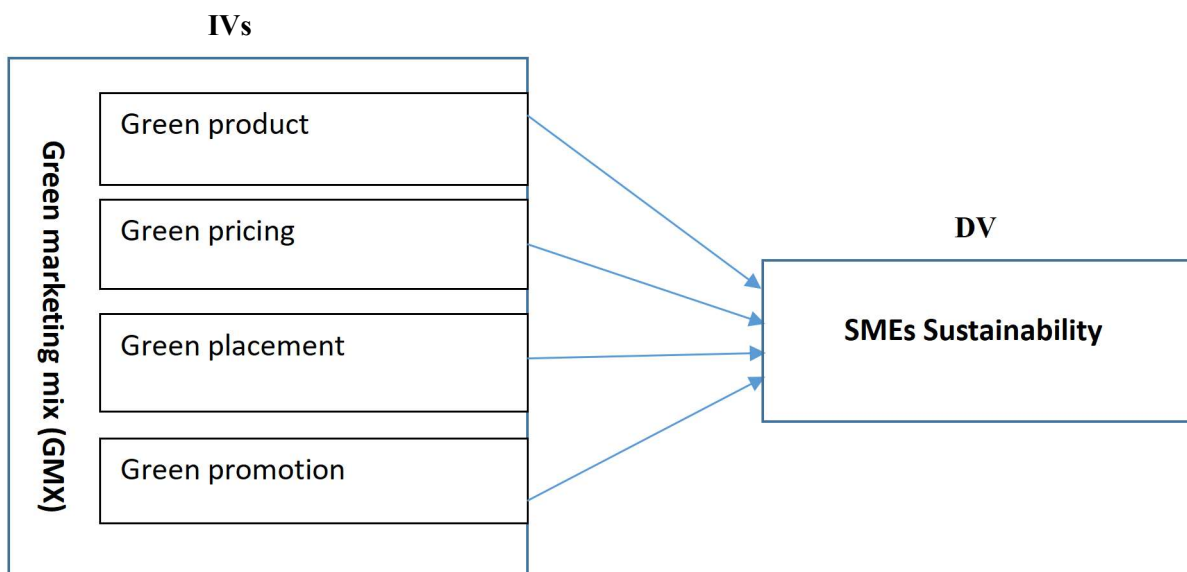 IVs
Green marketing mix (GMX)
Green product
Green pricing
Green placement
Green promotion
DV
SMEs Sustainability